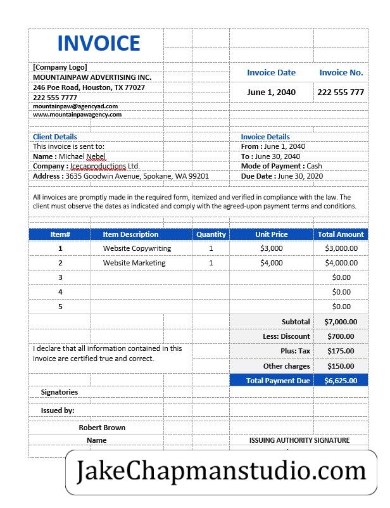 INVOICE
[Company Logo]
MOUNTAINPAW ADVERTISING INC.
246 Poe Road, Houston, TX 77027
222 555 7777
mountainpaw@agencyad.com
www.mountainpawagency.com
Invoice Date Invoice No.
June 1, 2040 222 555 777
Client Details
This invoice is sent to:
Name : Michael Nebel
Company : Icecaproductions Ltd.
Address : 3635 Goodwin Avenue, Spokane, WA 99201
Invoice Details
From : June 1, 2040
To : June 30, 2040
Mode of Payment : Cash
Due Date : June 30, 2020
All invoices are promptly made in the required form, itemized and verified in compliance with the law. The
client must observe the dates as indicated and comply with the agreed-upon payment terms and conditions.
Item# Item Description Quantity Unit Price Total Amount
1 Website Copywriting 1 $3,000 $3,000.00
2 Website Marketing 1 $4,000 $4,000.00
3 $0.00
4 $0.00
5 $0.00
Subtotal $7,000.00
Less: Discount $700.00
Plus: Tax $175.00
Other charges $150.00
Total Payment Due $6,625.00
I declare that all information contained in this
invoice are certified true and correct.
Signatories
Issued by:
Robert Brown
Name ISSUING AUTHORITY SIGNATURE
JakeChapmanstudio.com